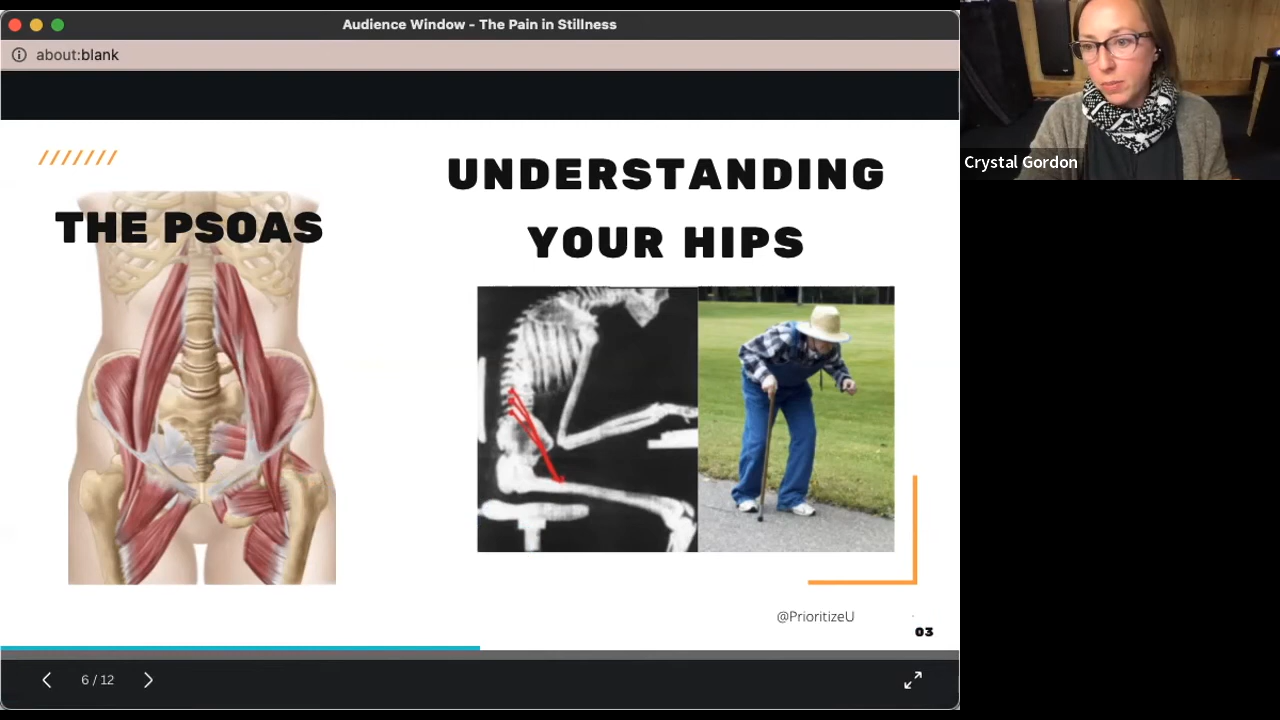 Audience Window - The Pain in Stillness
about:blank
THE PSOAS
UNDERSTANDING
YOUR HIPS
@PrioritizeU
03
6 / 12
Crystal Gordon